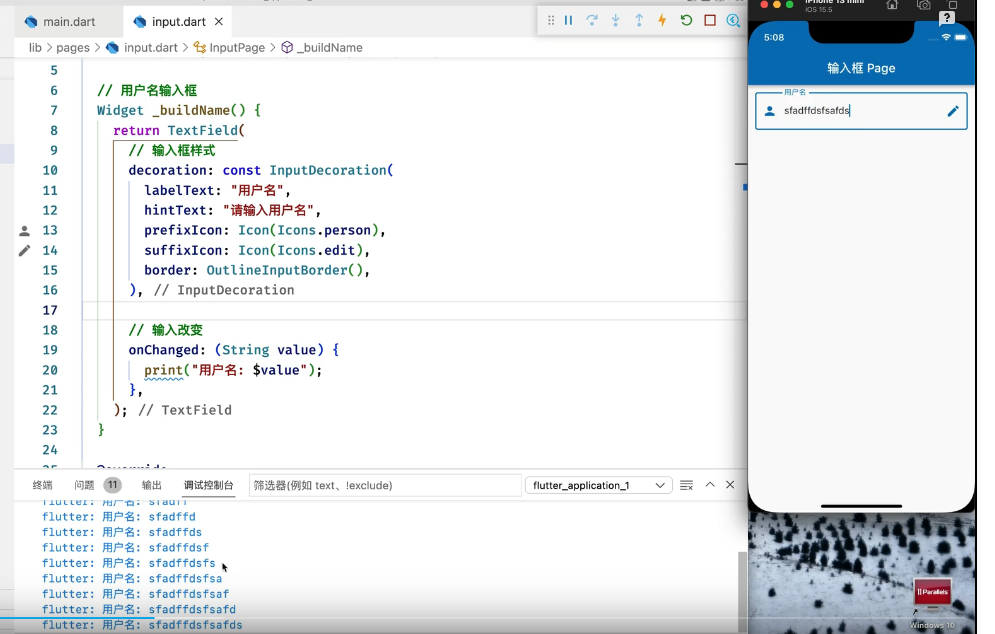 main.dart
input.dart
lib > pages > input.dart > InputPage > _buildName
5
6 // 用户名输入框
7 Widget _buildName() {
8 return TextField(
9 // 输入框样式
10 decoration: const InputDecoration(
11 labelText: "用户名",
12 hintText: "请输入用户名",
13 prefixIcon: Icon(Icons.person),
14 suffixIcon: Icon(Icons.edit),
15 border: OutlineInputBorder(),
16 ), // InputDecoration
17
18 // 输入改变
19 onChanged: (String value) {
20 print("用户名: $value");
21 },
22 ); // TextField
23 }
24
终端 问题 11 输出 调试控制台 筛选器(例如 text、!exclude) flutter_application_1
flutter: 用户名: sfadff
flutter: 用户名: sfadffd
flutter: 用户名: sfadffds
flutter: 用户名: sfadffdsf
flutter: 用户名: sfadffdsfs
flutter: 用户名: sfadffdsfsa
flutter: 用户名: sfadffdsfsaf
flutter: 用户名: sfadffdsfsafd
flutter: 用户名: sfadffdsfsafds
iPhone 13 mini
iOS 15.5
?
5:08
输入框 Page
用户名
sfadffdsfsafds
Parallels
Windows 10